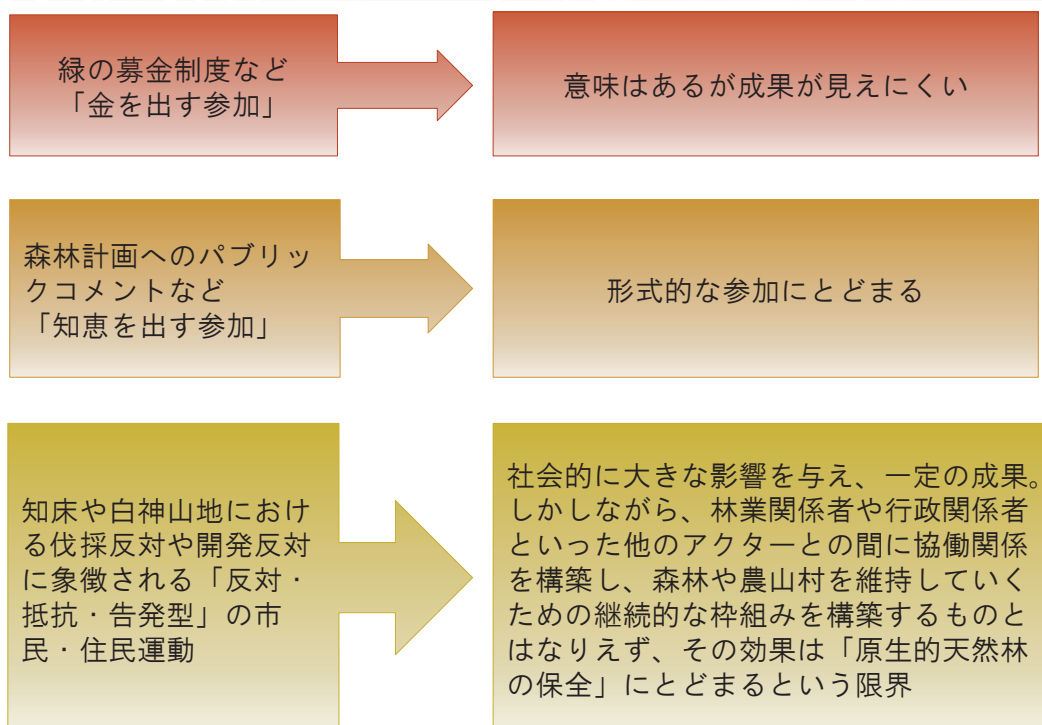 緑の募金制度など
「金を出す参加」
意味はあるが成果が見えにくい
森林計画へのパブリッ
クコメントなど
「知恵を出す参加」
形式的な参加にとどまる
知床や白神山地におけ
る伐採反対や開発反対
に象徴される「反対・
抵抗・告発型」の市
民・住民運動
社会的に大きな影響を与え、一定の成果。
しかしながら、林業関係者や行政関係者
といった他のアクターとの間に協働関係
を構築し、森林や農山村を維持していく
ための継続的な枠組みを構築するものと
はなりえず、その効果は「原生的天然林
の保全」にとどまるという限界